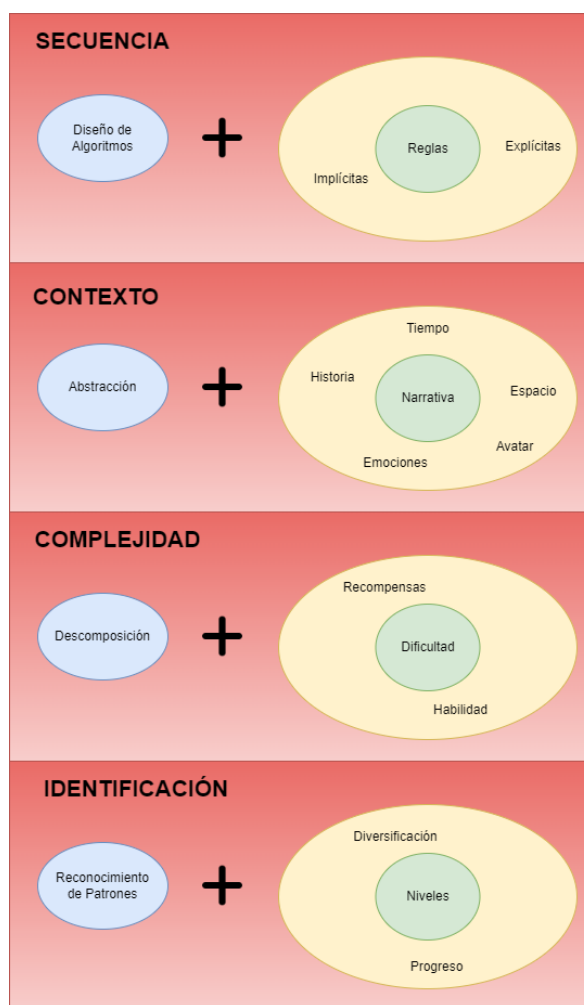 SECUENCIA
Diseño de
Algoritmos
+
Reglas
Explícitas
Implícitas
CONTEXTO
Abstracción
+
Tiempo
Historia
Narrativa
Espacio
Avatar
Emociones
COMPLEJIDAD
Descomposición
+
Recompensas
Dificultad
Habilidad
IDENTIFICACIÓN
Reconocimiento
de Patrones
+
Diversificación
Niveles
Progreso